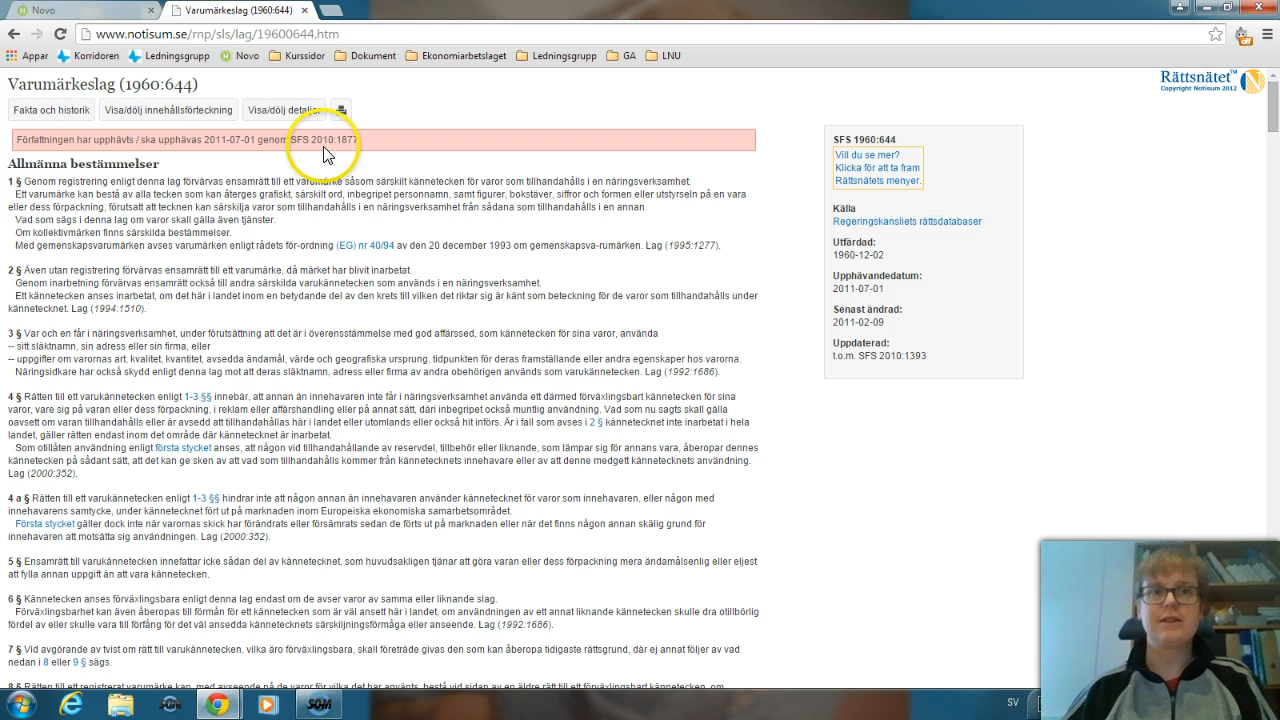 Novo
Varumärkeslag (1960:644)
www.notisum.se/rnp/sls/lag/19600644.htm
Appar Korridoren Ledningsgrupp Novo Kurssidor Dokument Ekonomiarbetslaget Ledningsgrupp GA LNU
off
Varumärkeslag (1960:644)
Rättsnätet™
Copyright Notisum 2012
Fakta och historik Visa/dölj innehållsförteckning Visa/dölj detaljer
Författningen har upphävts / ska upphävas 2011-07-01 genom SFS 2010:1877
Allmänna bestämmelser
1 § Genom registrering enligt denna lag förvärvas ensamrätt till ett varumärke såsom särskilt kännetecken för varor som tillhandahålls i en näringsverksamhet.
Ett varumärke kan bestå av alla tecken som kan återges grafiskt, särskilt ord, inbegripet personnamn, samt figurer, bokstäver, siffror och formen eller utstyrseln på en vara
eller dess förpackning, förutsatt att tecknen kan särskilja varor som tillhandahålls i en näringsverksamhet från sådana som tillhandahålls i en annan.
Vad som sägs i denna lag om varor skall gälla även tjänster.
Om kollektivmärken finns särskilda bestämmelser.
Med gemenskapsvarumärken avses varumärken enligt rådets för-ordning (EG) nr 40/94 av den 20 december 1993 om gemenskapsva-rumärken. Lag (1995:1277).
2 § Även utan registrering förvärvas ensamrätt till ett varumärke, då märket har blivit inarbetat.
Genom inarbetning förvärvas ensamrätt också till andra särskilda varukännetecken som används i en näringsverksamhet.
Ett kännetecken anses inarbetat, om det här i landet inom en betydande del av den krets till vilken det riktar sig är känt som beteckning för de varor som tillhandahålls under
kännetecknet. Lag (1994:1510).
3 § Var och en får i näringsverksamhet, under förutsättning att det är i överensstämmelse med god affärssed, som kännetecken för sina varor, använda
-- sitt släktnamn, sin adress eller sin firma, eller
-- uppgifter om varornas art, kvalitet, kvantitet, avsedda ändamål, värde och geografiska ursprung, tidpunkten för deras framställande eller andra egenskaper hos varorna.
Näringsidkare har också skydd enligt denna lag mot att deras släktnamn, adress eller firma av andra obehörigen används som varukännetecken. Lag (1992:1686).
4 § Rätten till ett varukännetecken enligt 1-3 §§ innebär, att annan än innehavaren inte får i näringsverksamhet använda ett därmed förväxlingsbart kännetecken för sina
varor, vare sig på varan eller dess förpackning, i reklam eller affärshandling eller på annat sätt, däri inbegripet också muntlig användning. Vad som nu sagts skall gälla
oavsett om varan tillhandahålls eller är avsedd att tillhandahållas här i landet eller utomlands eller också hit införs. Är i fall som avses i 2 § kännetecknet inte inarbetat i hela
landet, gäller rätten endast inom det område där kännetecknet är inarbetat.
Som otillåten användning enligt första stycket anses, att någon vid tillhandahållande av reservdel, tillbehör eller liknande, som lämpar sig för annans vara, åberopar dennes
kännetecken på sådant sätt, att det kan ge sken av att vad som tillhandahålls kommer från kännetecknets innehavare eller av att denne medgett kännetecknets användning.
Lag (2000:352).
4 a § Rätten till ett varukännetecken enligt 1-3 §§ hindrar inte att någon annan än innehavaren använder kännetecknet för varor som innehavaren, eller någon med
innehavarens samtycke, under kännetecknet fört ut på marknaden inom Europeiska ekonomiska samarbetsområdet.
Första stycket gäller dock inte när varornas skick har förändrats eller försämrats sedan de förts ut på marknaden eller när det finns någon annan skälig grund för
innehavaren att motsätta sig användningen. Lag (2000:352).
5 § Ensamrätt till varukännetecken innefattar icke sådan del av kännetecknet, som huvudsakligen tjänar att göra varan eller dess förpackning mera ändamålsenlig eller eljest
att fylla annan uppgift än att vara kännetecken.
6 § Kännetecken anses förväxlingsbara enligt denna lag endast om de avser varor av samma eller liknande slag.
Förväxlingsbarhet kan även åberopas till förmån för ett kännetecken som är väl ansett här i landet, om användningen av ett annat liknande kännetecken skulle dra otillbörlig
fördel av eller skulle vara till förfång för det väl ansedda kännetecknets särskiljningsförmåga eller anseende. Lag (1992:1686).
7 § Vid avgörande av tvist om rätt till varukännetecken, vilka äro förväxlingsbara, skall företräde givas den som kan åberopa tidigaste rättsgrund, där ej annat följer av vad
nedan i 8 eller 9 § sägs.
8 § Rätten till ett registrerat varumärke kan, med avseende på de varor för vilka det har använts, bestå vid sidan av en äldre rätt till ett förväxlingsbart kännetecken, om
SFS 1960:644
Vill du se mer?
Klicka för att ta fram
Rättsnätets menyer.
Källa
Regeringskansliets rättsdatabaser
Utfärdad:
1960-12-02
Upphävandedatum:
2011-07-01
Senast ändrad:
2011-02-09
Uppdaterad:
t.o.m. SFS 2010:1393
SOM
SOM
SV